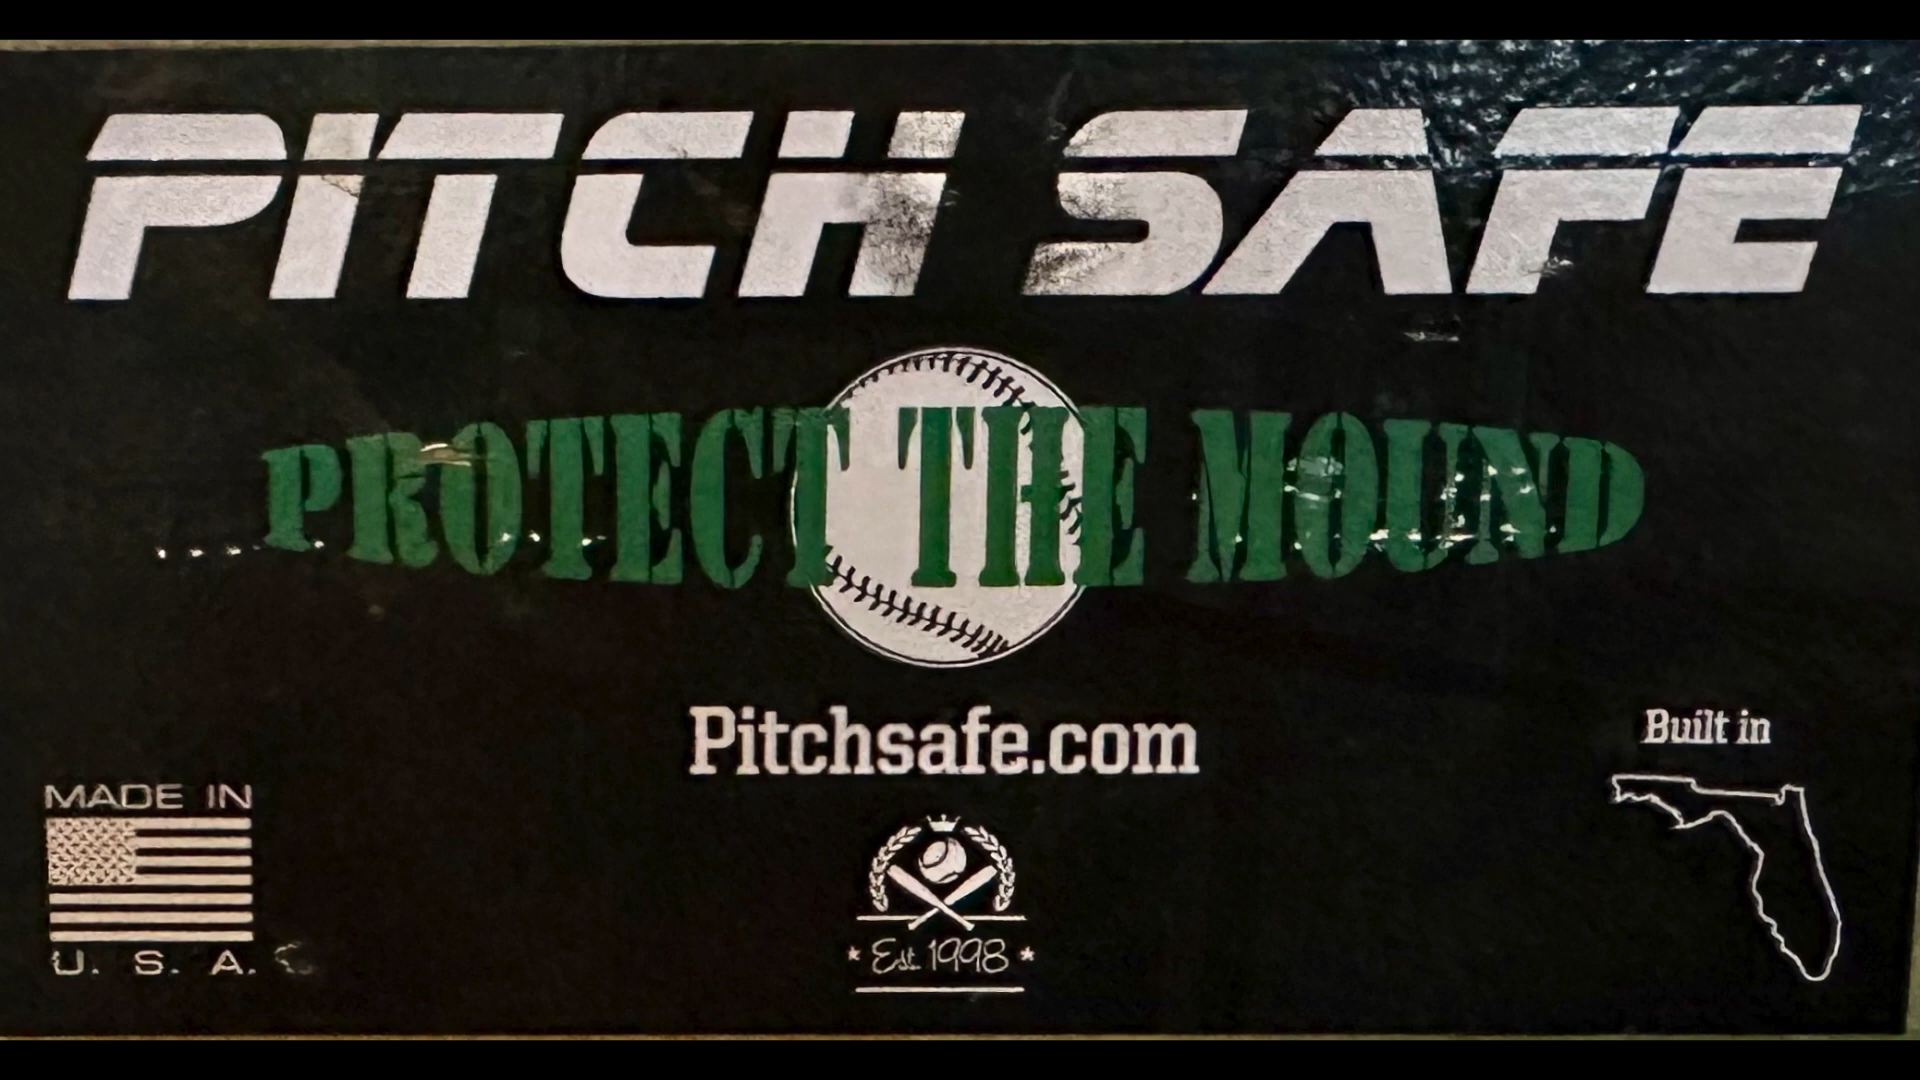 PITCH SAFE
PROTECT THE MOUND
Pitchsafe.com
Built in
MADE IN
U. S. A.
Est. 1998